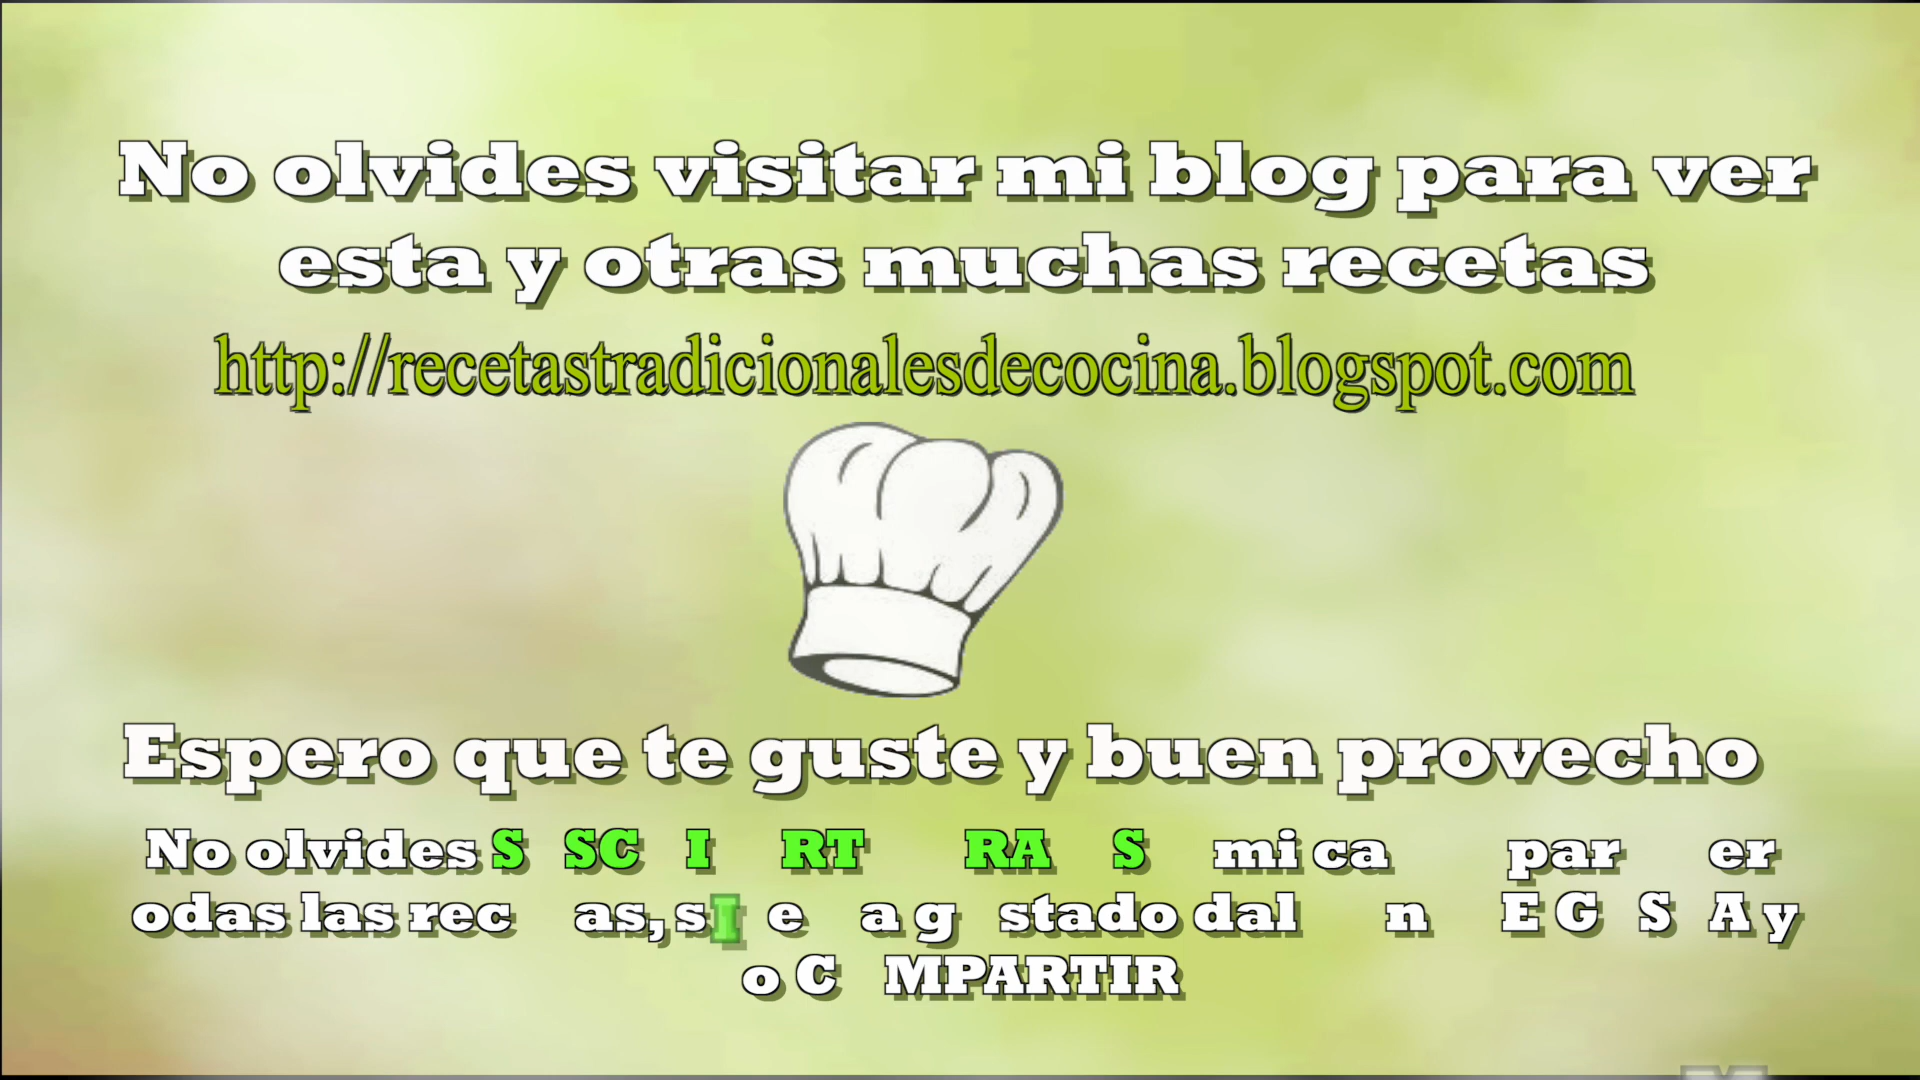 No olvides visitar mi blog para ver
esta y otras muchas recetas
http://recetastradicionalesdecocina.blogspot.com
Espero que te guste y buen provecho
No olvides S SC I RT RA S mi ca par er
odas las rec as, sI e a g stado dal n E G S A y
o C MPARTIR